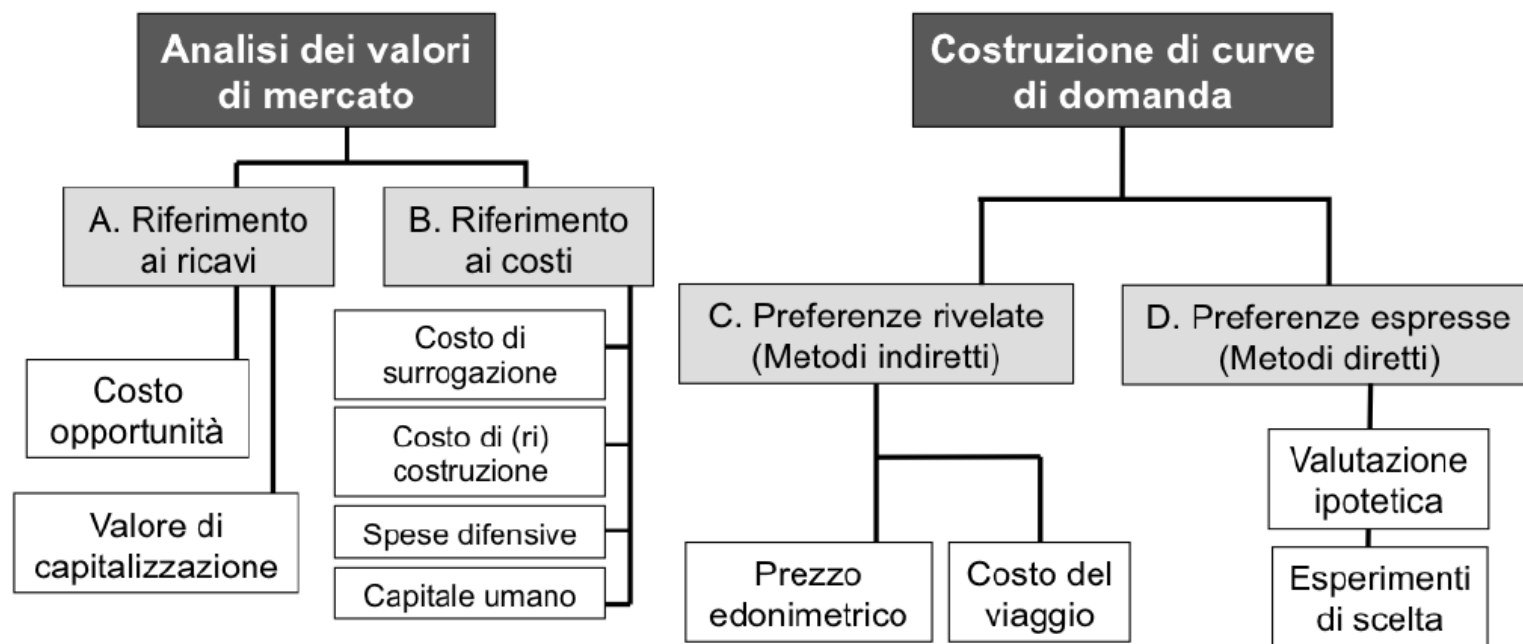 Analisi dei valori
di mercato
A. Riferimento
ai ricavi
Costo
opportunità
Valore di
capitalizzazione
B. Riferimento
ai costi
Costo di
surrogazione
Costo di (ri)
costruzione
Spese difensive
Capitale umano
Costruzione di curve
di domanda
C. Preferenze rivelate
(Metodi indiretti)
Prezzo
edonimetrico
Costo del
viaggio
D. Preferenze espresse
(Metodi diretti)
Valutazione
ipotetica
Esperimenti
di scelta